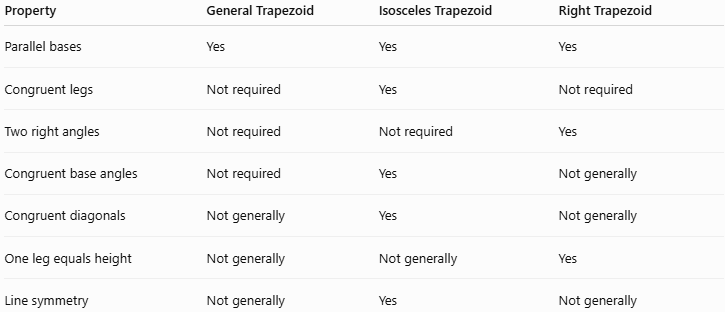 Property General Trapezoid Isosceles Trapezoid Right Trapezoid
Parallel bases Yes Yes Yes
Congruent legs Not required Yes Not required
Two right angles Not required Not required Yes
Congruent base angles Not required Yes Not generally
Congruent diagonals Not generally Yes Not generally
One leg equals height Not generally Not generally Yes
Line symmetry Not generally Yes Not generally